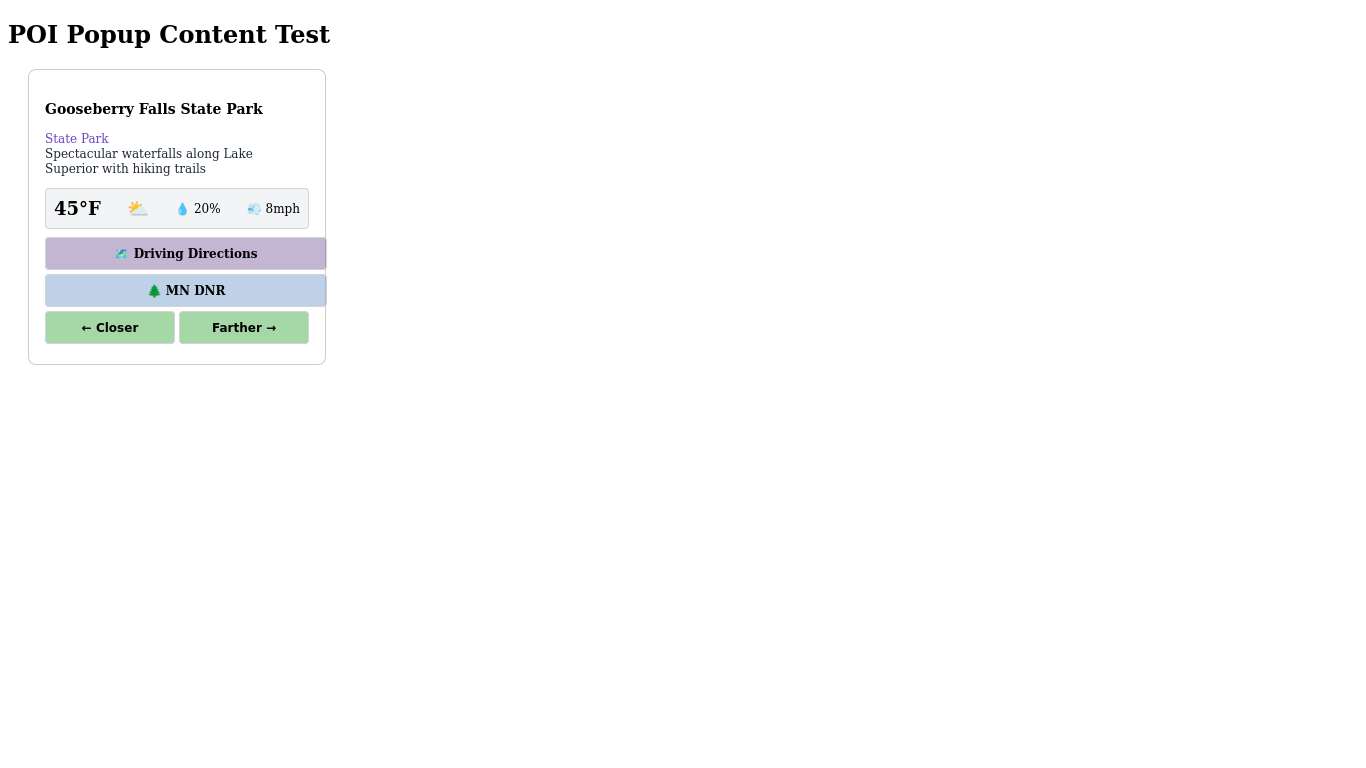 POI Popup Content Test
Gooseberry Falls State Park
State Park
Spectacular waterfalls along Lake
Superior with hiking trails
45°F ⛅ 💧 20% 💨 8mph
🗺️ Driving Directions
🌲 MN DNR
← Closer Farther →